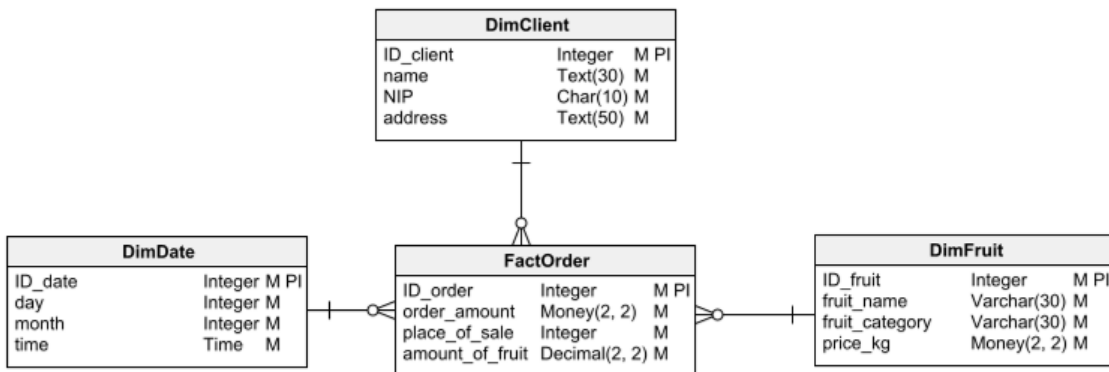 DimClient
ID_client Integer M PI
name Text(30) M
NIP Char(10) M
address Text(50) M
DimDate
ID_date Integer M PI
day Integer M
month Integer M
time Time M
FactOrder
ID_order Integer M PI
order_amount Money(2, 2) M
place_of_sale Integer M
amount_of_fruit Decimal(2, 2) M
DimFruit
ID_fruit Integer M PI
fruit_name Varchar(30) M
fruit_category Varchar(30) M
price_kg Money(2, 2) M